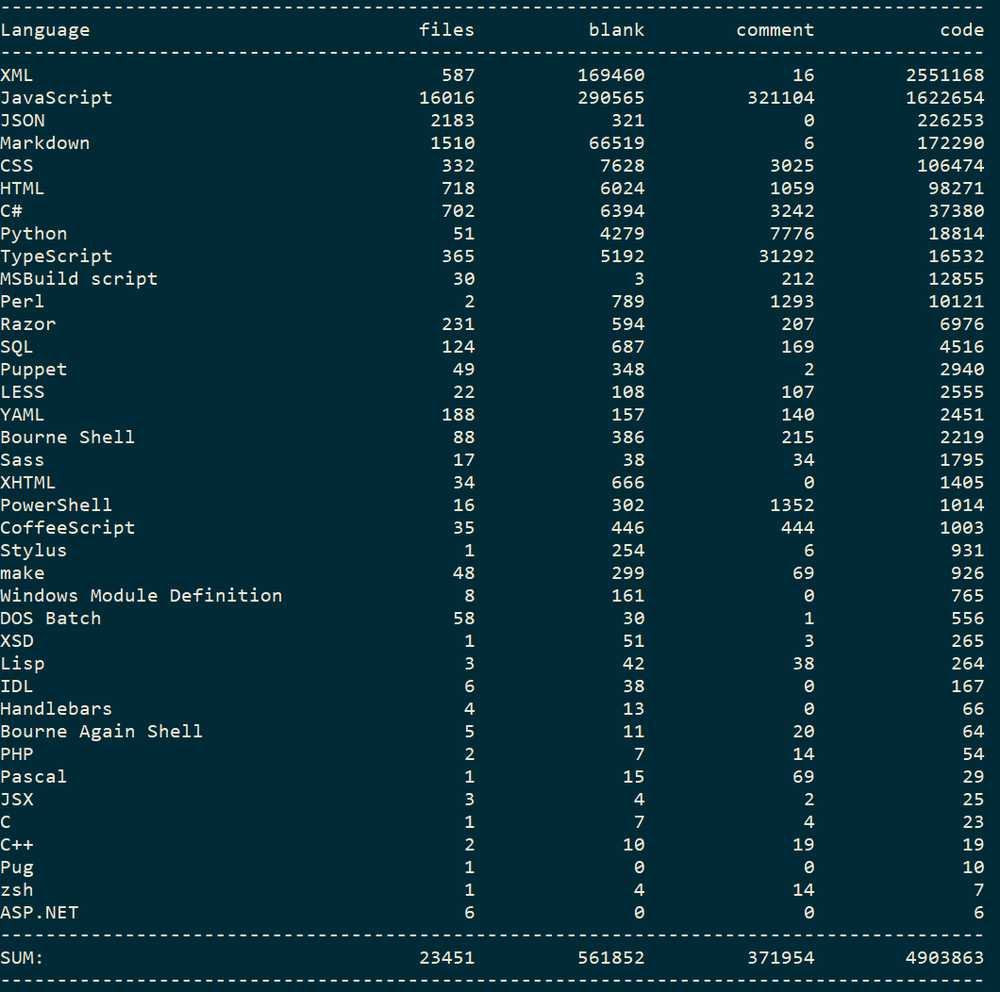 -----------------------------------------------------------------------------------------
Language                             files          blank        comment           code
-----------------------------------------------------------------------------------------
XML                                    587         169460             16        2551168
JavaScript                           16016         290565         321104        1622654
JSON                                  2183            321              0         226253
Markdown                              1510          66519              6         172290
CSS                                    332           7628           3025         106474
HTML                                   718           6024           1059          98271
C#                                     702           6394           3242          37380
Python                                  51           4279           7776          18814
TypeScript                             365           5192          31292          16532
MSBuild script                          30              3            212          12855
Perl                                     2            789           1293          10121
Razor                                  231            594            207           6976
SQL                                    124            687            169           4516
Puppet                                  49            348              2           2940
LESS                                    22            108            107           2555
YAML                                   188            157            140           2451
Bourne Shell                            88            386            215           2219
Sass                                    17             38             34           1795
XHTML                                   34            666              0           1405
PowerShell                              16            302           1352           1014
CoffeeScript                            35            446            444           1003
Stylus                                   1            254              6            931
make                                    48            299             69            926
Windows Module Definition                8            161              0            765
DOS Batch                               58             30              1            556
XSD                                      1             51              3            265
Lisp                                     3             42             38            264
IDL                                      6             38              0            167
Handlebars                               4             13              0             66
Bourne Again Shell                       5             11             20             64
PHP                                      2              7             14             54
Pascal                                   1             15             69             29
JSX                                      3              4              2             25
C                                        1              7              4             23
C++                                      2             10             19             19
Pug                                      1              0              0             10
zsh                                      1              4             14              7
ASP.NET                                  6              0              0              6
-----------------------------------------------------------------------------------------
SUM:                                 23451         561852         371954        4903863
-----------------------------------------------------------------------------------------